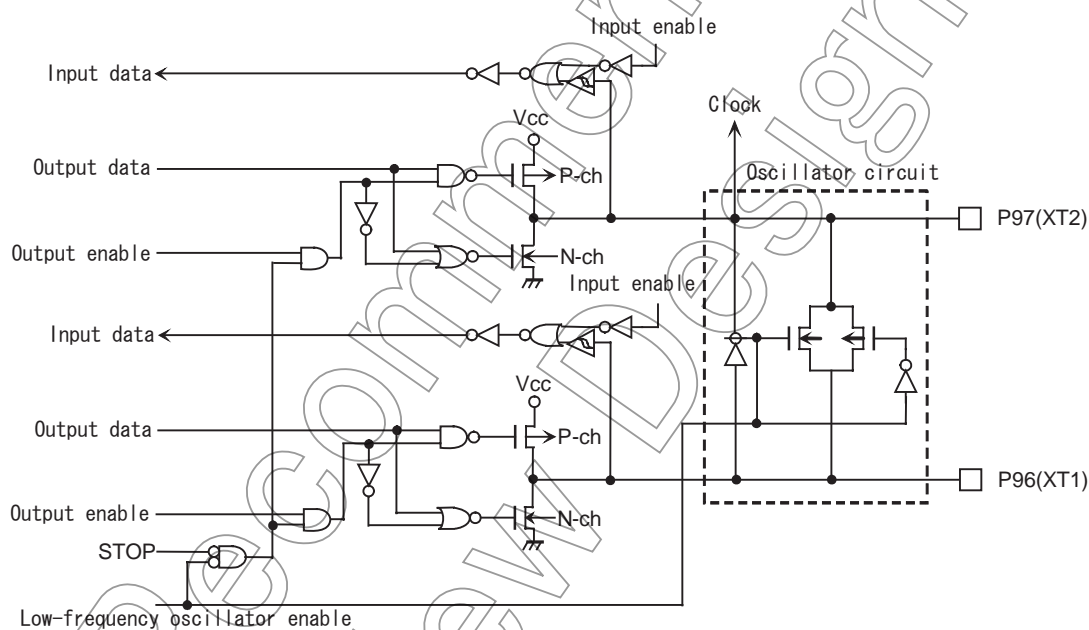 Input enable
Input data
Clock
Vcc
Output data
P-ch
Oscillator circuit
P97(XT2)
Output enable
N-ch
Input enable
Input data
Vcc
Output data
P-ch
P96(XT1)
Output enable
N-ch
STOP
Low-frequency oscillator enable